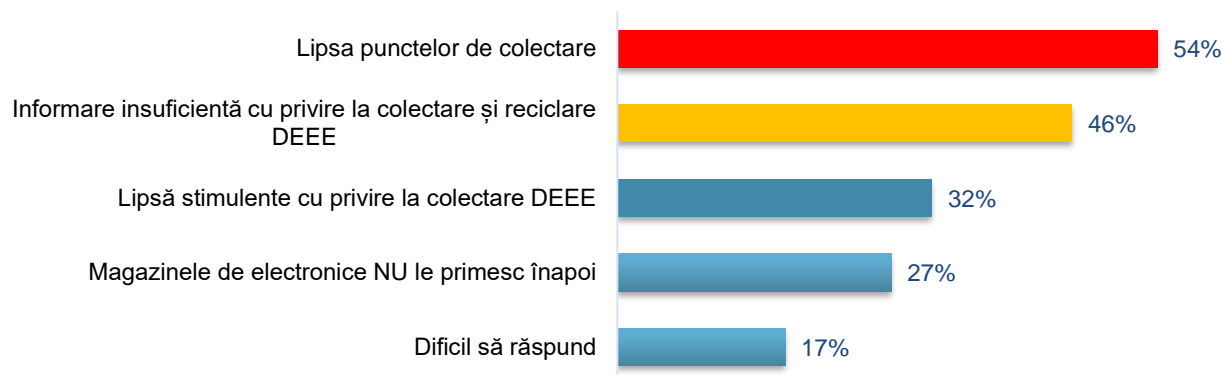 Lipsa punctelor de colectare
54%
Informare insuficientă cu privire la colectare și reciclare
DEEE
46%
Lipsă stimulente cu privire la colectare DEEE
32%
Magazinele de electronice NU le primesc înapoi
27%
Dificil să răspund
17%